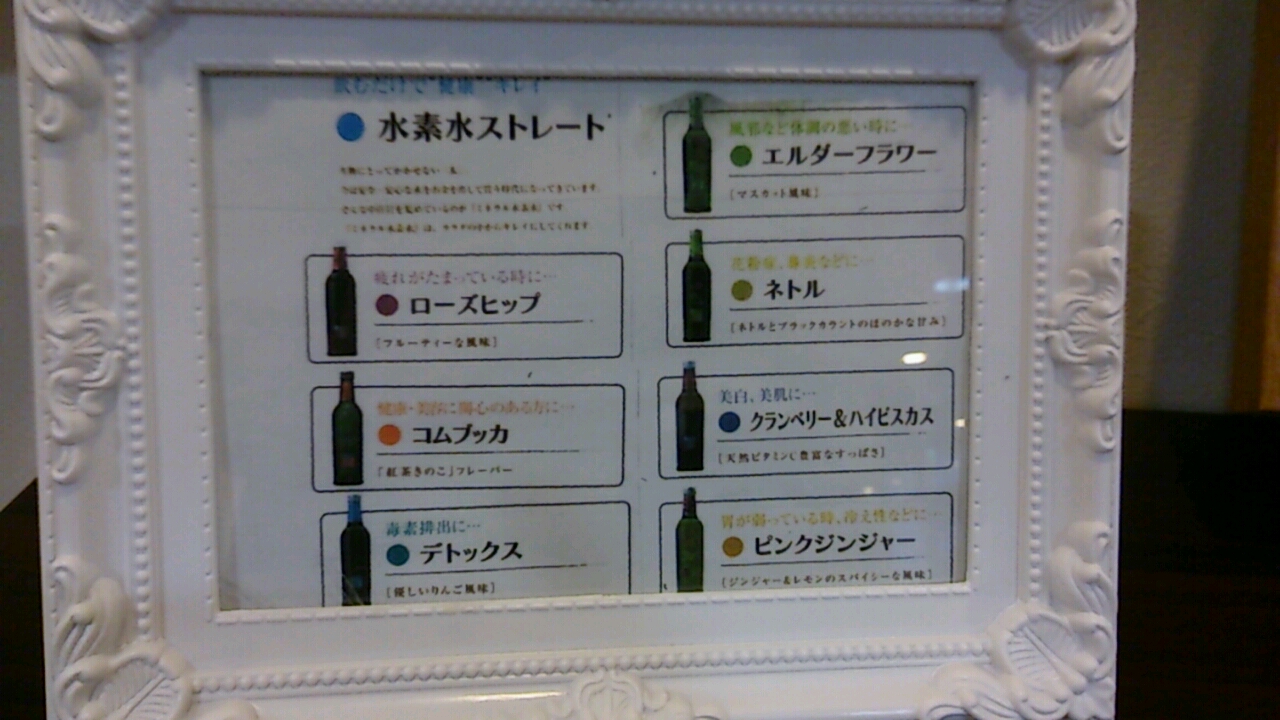 飲むだけで"健康""キレイ"
水素水ストレート
疲れがたまっている時に…
ローズヒップ
[フルーティーな風味]
健康・美容に関心のある方に…
コムブッカ
「紅茶きのこ」フレーバー
毒素排出に…
デトックス
[優しいりんご風味]
風邪など体調の悪い時に…
エルダーフラワー
[マスカット風味]
花粉症、鼻炎などに…
ネトル
[ネトルとブラックカラントのほのかな甘み]
美白、美肌に…
クランベリー&ハイビスカス
[天然ビタミンC豊富なすっぱさ]
胃が弱っている時、冷え性などに…
ピンクジンジャー
[ジンジャー&レモンのスパイシーな風味]